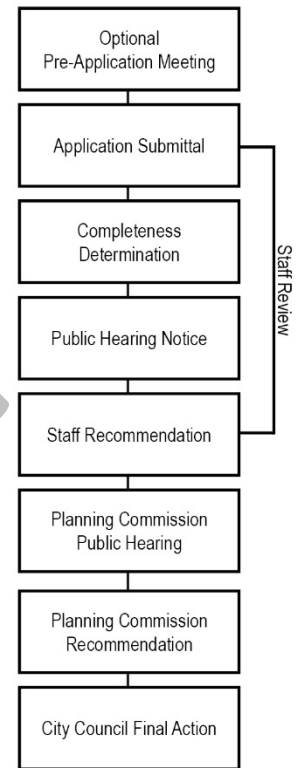 Optional
Pre-Application Meeting
Application Submittal
Completeness
Determination
Public Hearing Notice
Staff Review
Staff Recommendation
Planning Commission
Public Hearing
Planning Commission
Recommendation
City Council Final Action